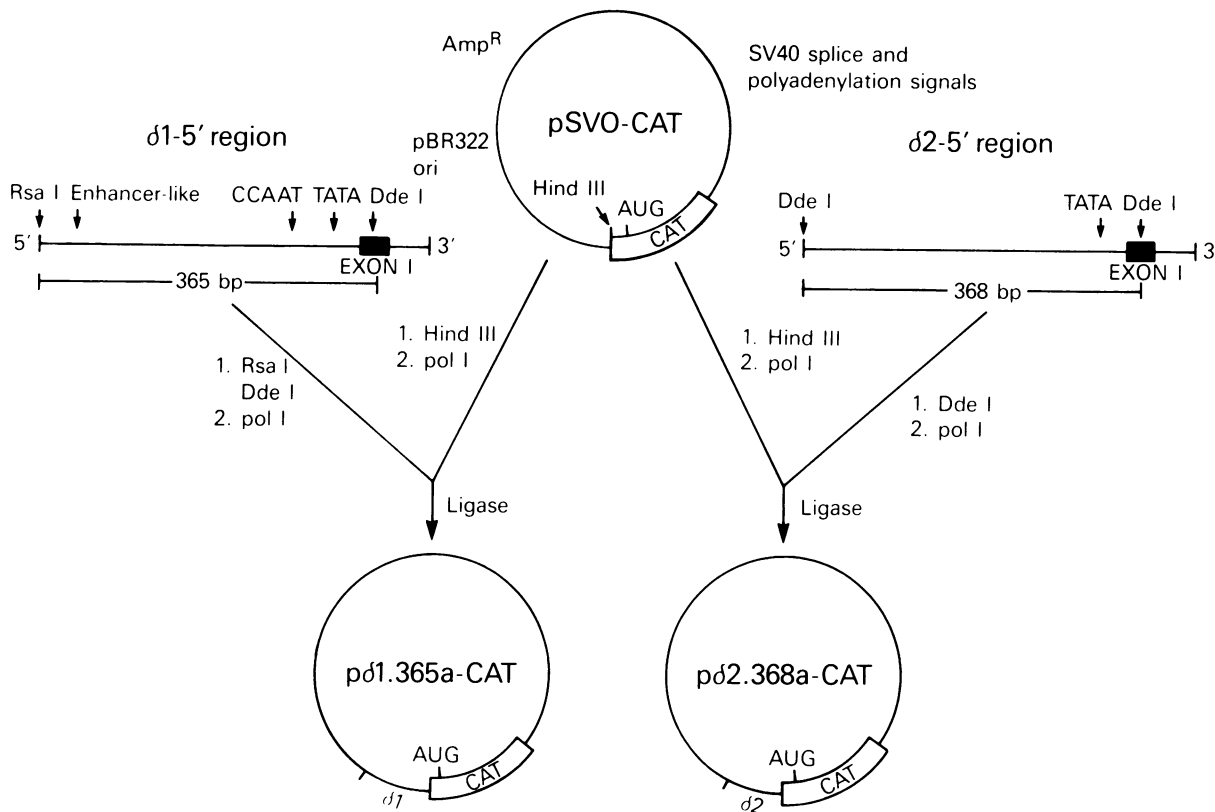 Amp^R
SV40 splice and
polyadenylation signals
pSVO-CAT
pBR322
ori
Hind III
AUG
CAT
δ1-5′ region
Rsa I
Enhancer-like
CCAAT
TATA
Dde I
5′
3′
EXON I
365 bp
δ2-5′ region
Dde I
TATA
Dde I
5′
3
EXON I
368 bp
1. Rsa I
Dde I
2. pol I
1. Hind III
2. pol I
1. Hind III
2. pol I
1. Dde I
2. pol I
Ligase
Ligase
pδ1.365a-CAT
AUG
CAT
δ1
pδ2.368a-CAT
AUG
CAT
δ2